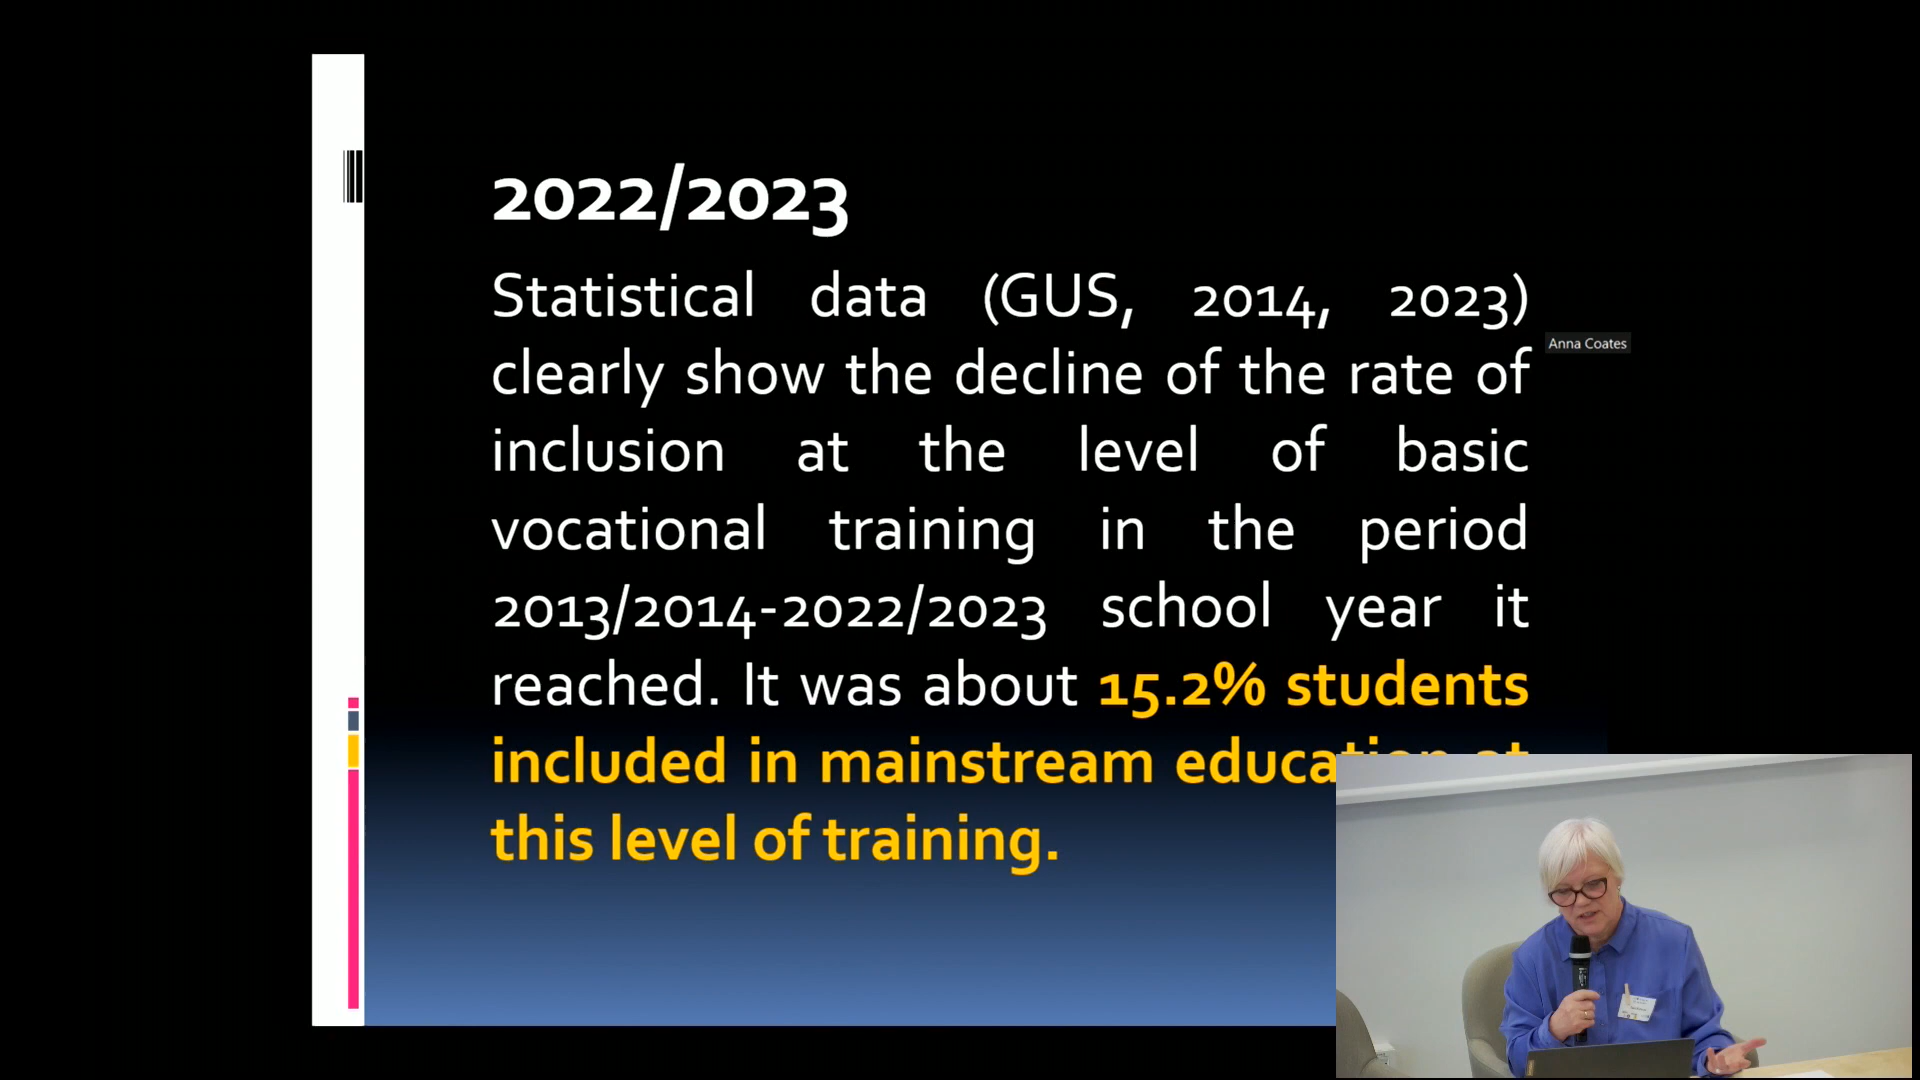 2022/2023
Statistical data (GUS, 2014, 2023)
clearly show the decline of the rate of
inclusion at the level of basic
vocational training in the period
2013/2014-2022/2023 school year it
reached. It was about 15.2% students
included in mainstream education at
this level of training.
Anna Coates